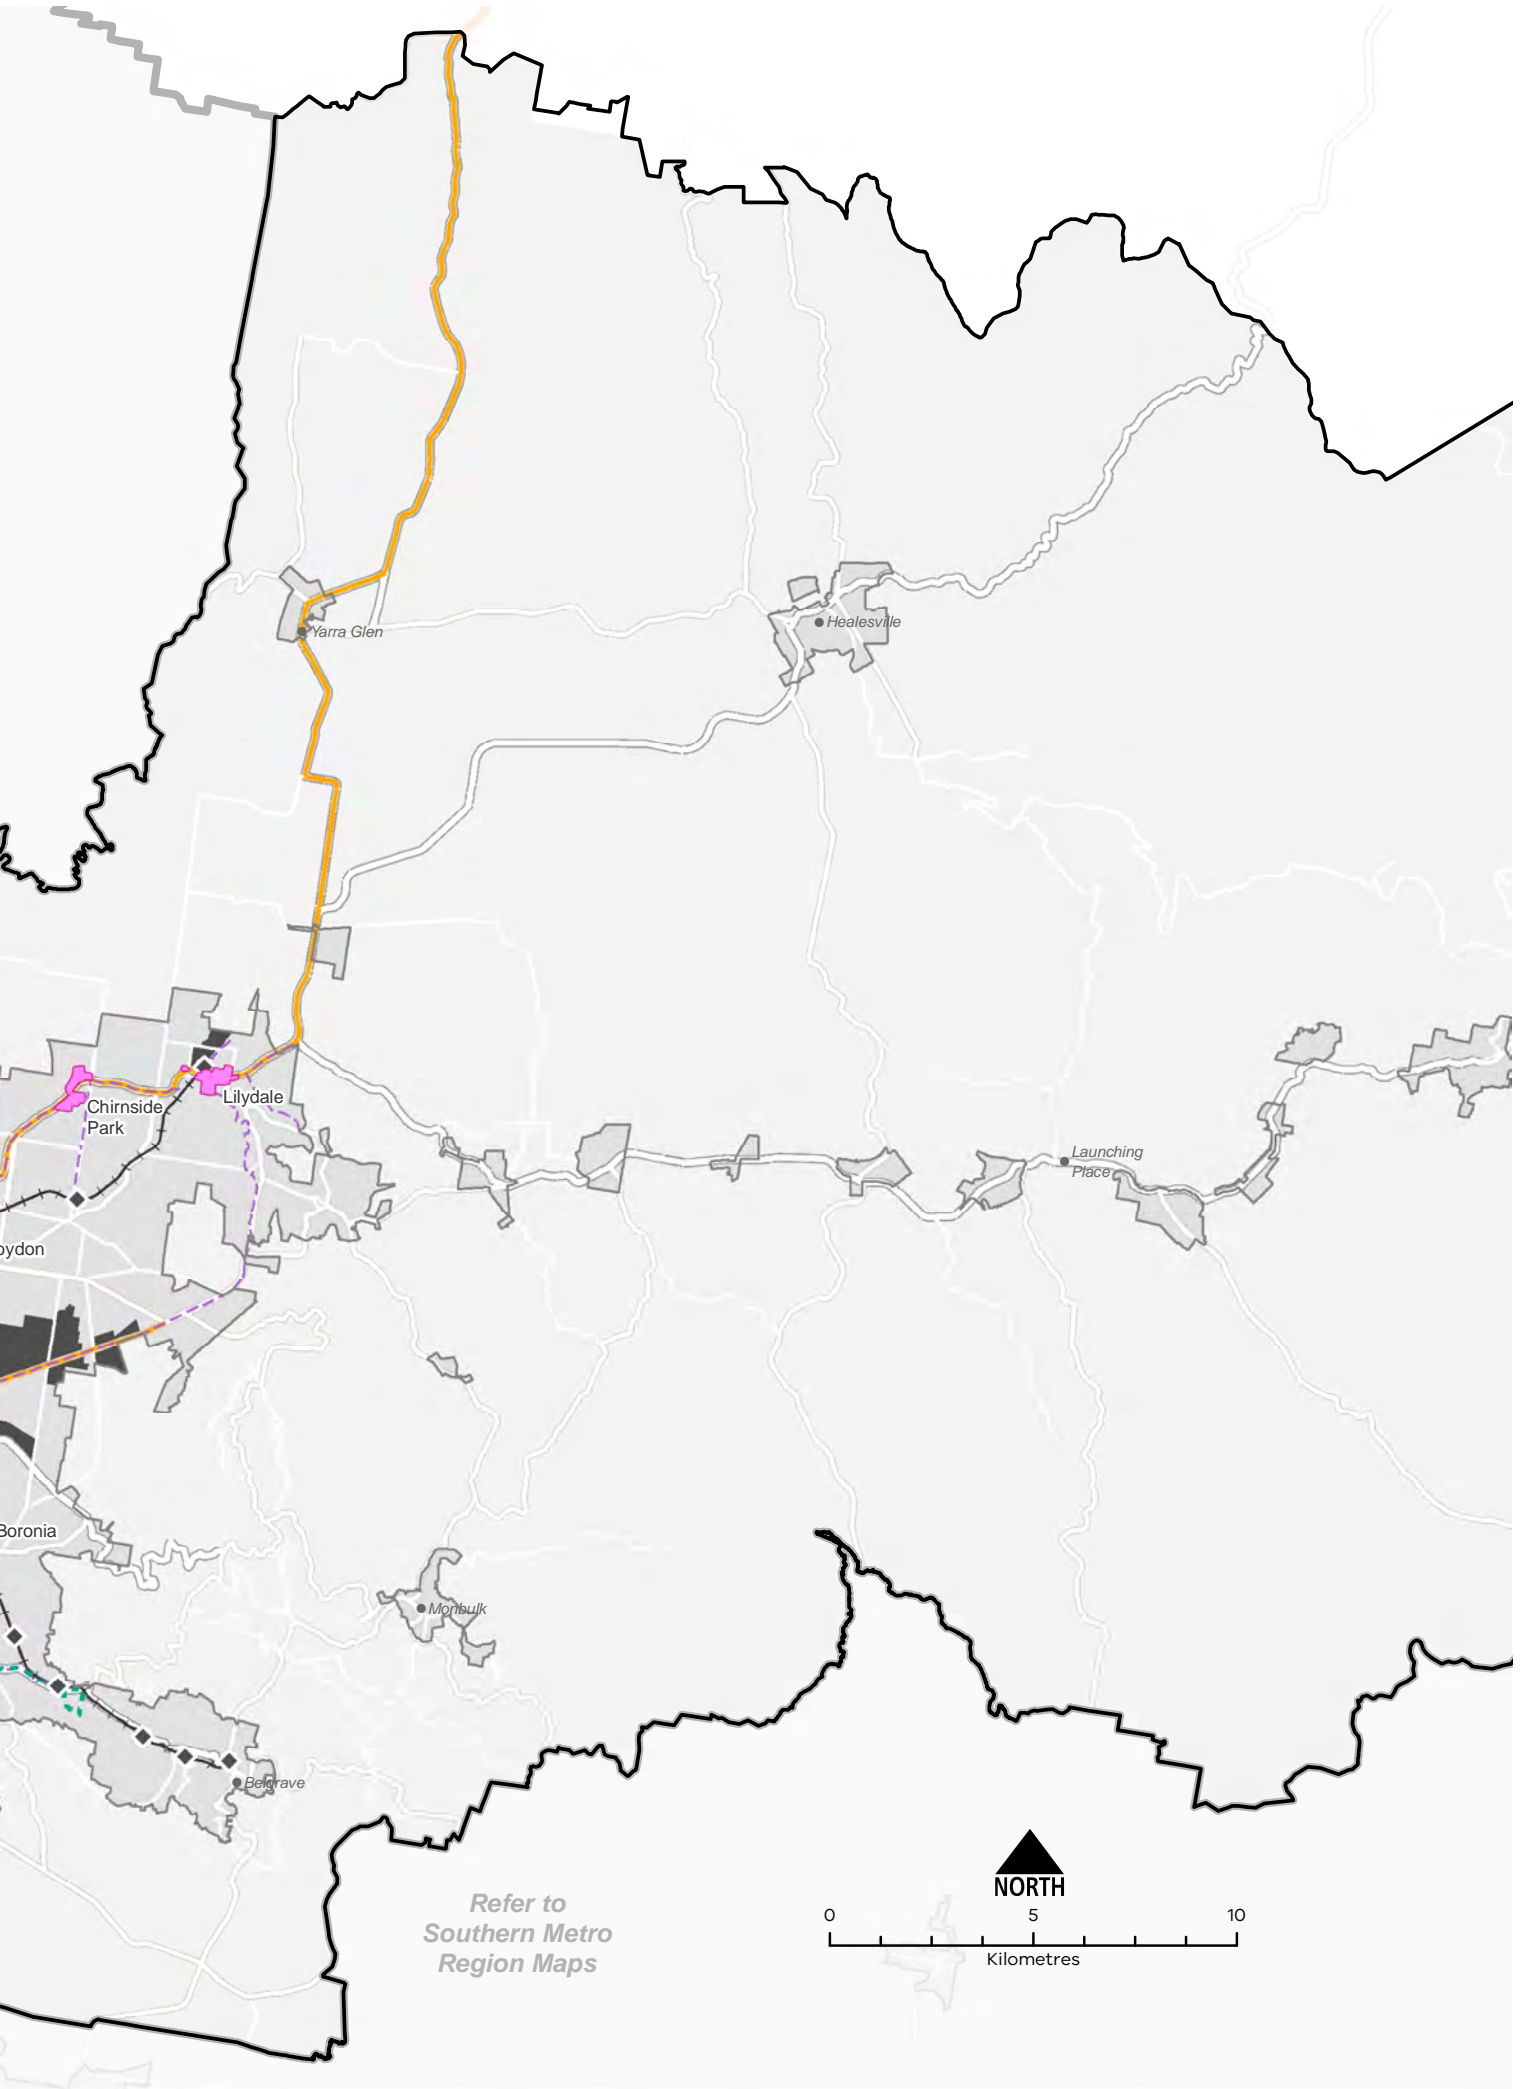 Yarra Glen
Healesville
Lilydale
Chirnside
Park
Launching
Place
oydon
Boronia
Monbulk
Belgrave
NORTH
Refer to
Southern Metro
Region Maps
0 5 10
Kilometres